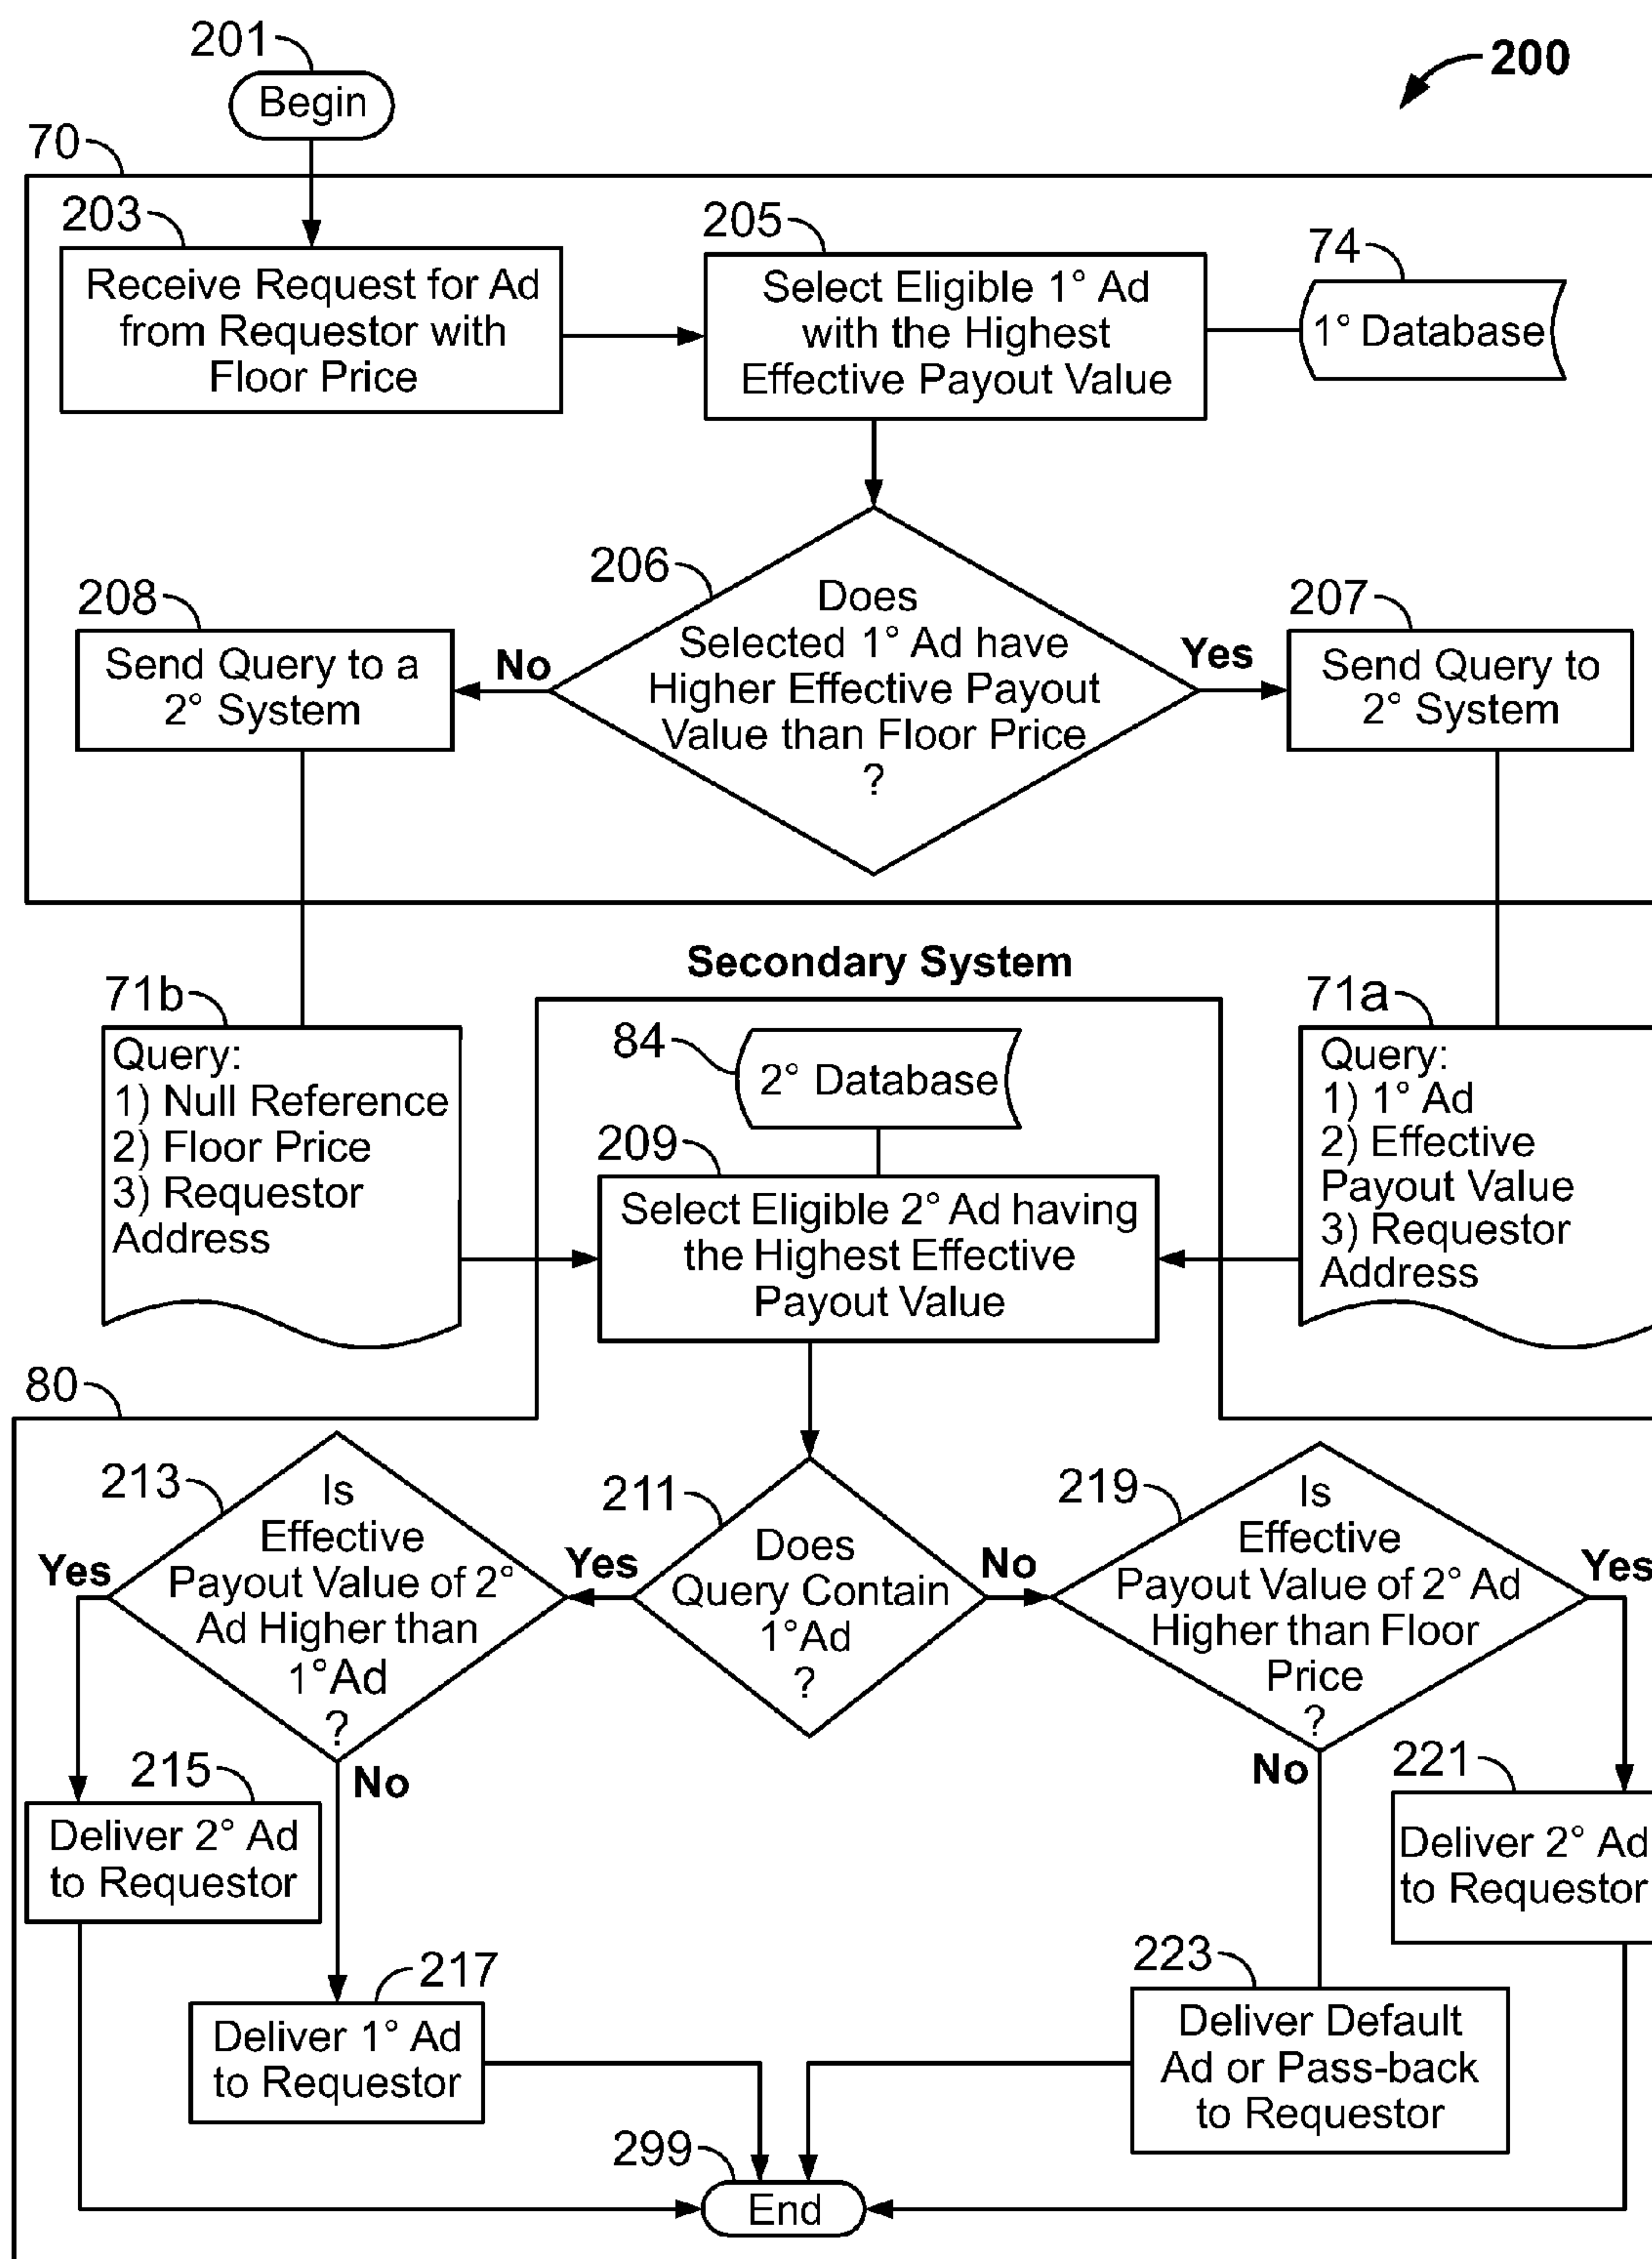 201
Begin
200
70
203
Receive Request for Ad
from Requestor with
Floor Price
205
Select Eligible 1° Ad
with the Highest
Effective Payout Value
74
1° Database
206
Does
Selected 1° Ad have
Higher Effective Payout
Value than Floor Price
?
208
Send Query to a
2° System
No
Yes
207
Send Query to
2° System
Secondary System
71b
Query:
1) Null Reference
2) Floor Price
3) Requestor
Address
84
2° Database
209
Select Eligible 2° Ad having
the Highest Effective
Payout Value
71a
Query:
1) 1° Ad
2) Effective
Payout Value
3) Requestor
Address
80
213
Is
Effective
Payout Value of 2°
Ad Higher than
1°Ad
?
Yes
Yes
211
Does
Query Contain
1°Ad
?
No
219
Is
Effective
Payout Value of 2° Ad
Higher than Floor
Price
?
Yes
215
Deliver 2° Ad
to Requestor
No
217
Deliver 1° Ad
to Requestor
No
221
Deliver 2° Ad
to Requestor
223
Deliver Default
Ad or Pass-back
to Requestor
299
End